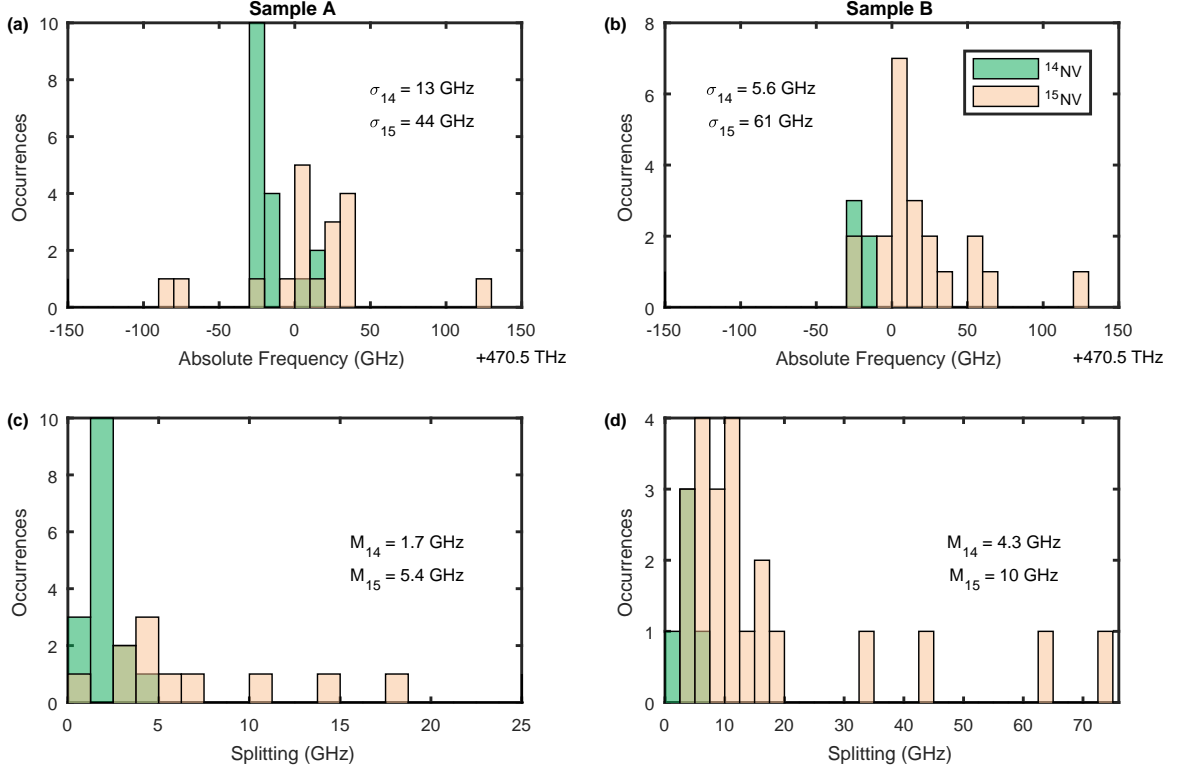 Sample A
(a)
10
8
6
4
2
0
Occurrences
σ14 = 13 GHz
σ15 = 44 GHz
-150 -100 -50 0 50 100 150
Absolute Frequency (GHz)
+470.5 THz
Sample B
(b)
8
6
4
2
0
Occurrences
σ14 = 5.6 GHz
σ15 = 61 GHz
14NV
15NV
-150 -100 -50 0 50 100 150
Absolute Frequency (GHz)
+470.5 THz
(c)
10
8
6
4
2
0
Occurrences
M14 = 1.7 GHz
M15 = 5.4 GHz
0 5 10 15 20 25
Splitting (GHz)
(d)
4
3
2
1
0
Occurrences
M14 = 4.3 GHz
M15 = 10 GHz
0 10 20 30 40 50 60 70
Splitting (GHz)